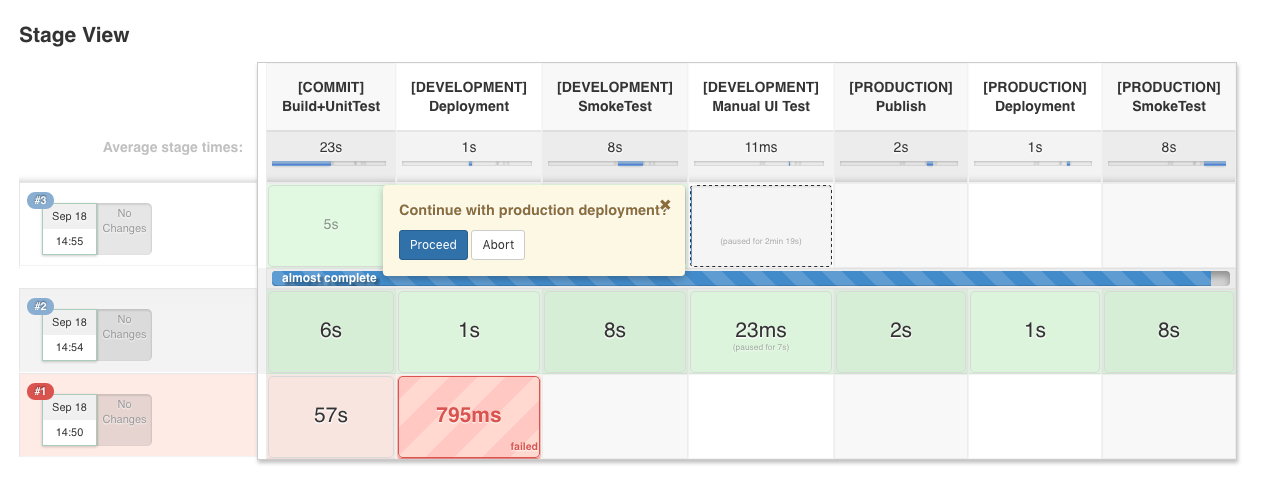 Stage View
[COMMIT] [DEVELOPMENT] [DEVELOPMENT] [DEVELOPMENT] [PRODUCTION] [PRODUCTION] [PRODUCTION]
Build+UnitTest Deployment SmokeTest Manual UI Test Publish Deployment SmokeTest
Average stage times: 23s 1s 8s 11ms 2s 1s 8s
#3
Sep 18 No
Changes
14:55
5s
Continue with production deployment?
Proceed Abort
(paused for 2min 19s)
almost complete
#2
Sep 18 No
Changes
14:54
6s 1s 8s 23ms 2s 1s 8s
(paused for 7s)
#1
Sep 18 No
Changes
14:50
57s 795ms
failed